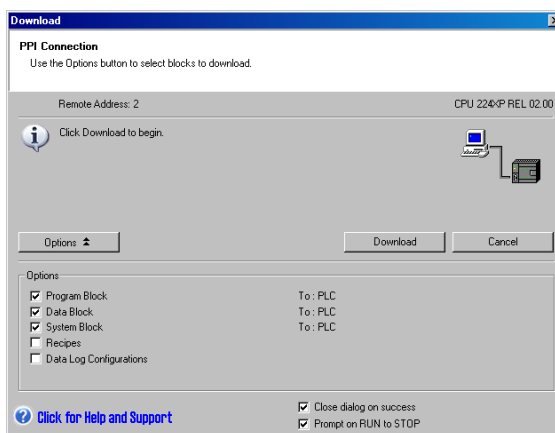 Download
PPI Connection
Use the Options button to select blocks to download.
Remote Address: 2
CPU 224XP REL 02.00
Click Download to begin.
Options
Download
Cancel
Options
Program Block To : PLC
Data Block To : PLC
System Block To : PLC
Recipes
Data Log Configurations
Click for Help and Support
Close dialog on success
Prompt on RUN to STOP